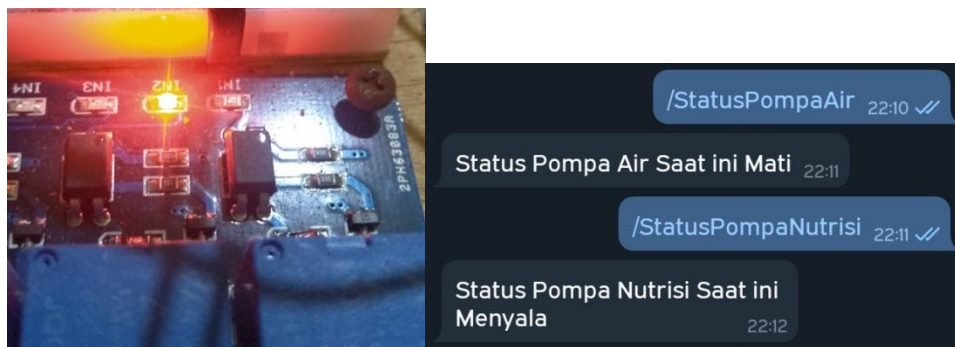 IN4
IN3
IN2
IN1
2PH63083A
/StatusPompaAir 22:10
Status Pompa Air Saat ini Mati 22:11
/StatusPompaNutrisi 22:11
Status Pompa Nutrisi Saat ini
Menyala 22:12